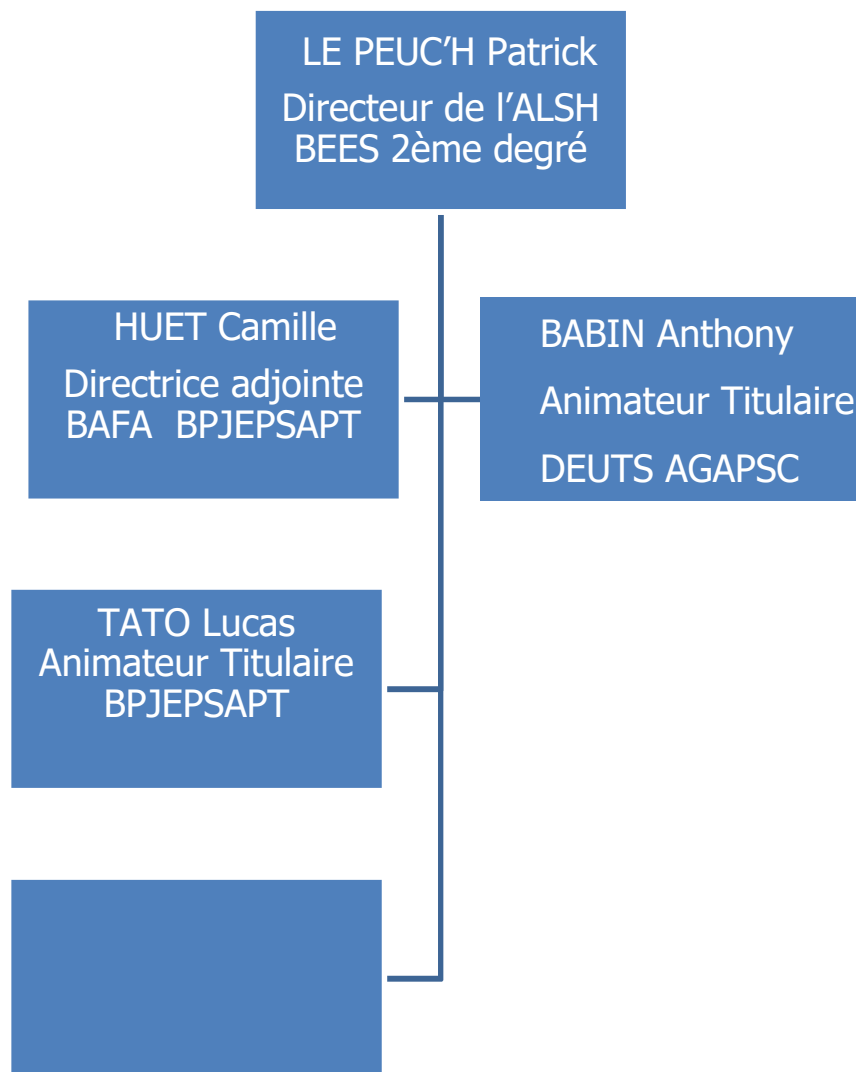 LE PEUC’H Patrick
Directeur de l’ALSH
BEES 2ème degré
HUET Camille
Directrice adjointe
BAFA  BPJEPSAPT
BABIN Anthony
Animateur Titulaire
DEUTS AGAPSC
TATO Lucas
Animateur Titulaire
BPJEPSAPT